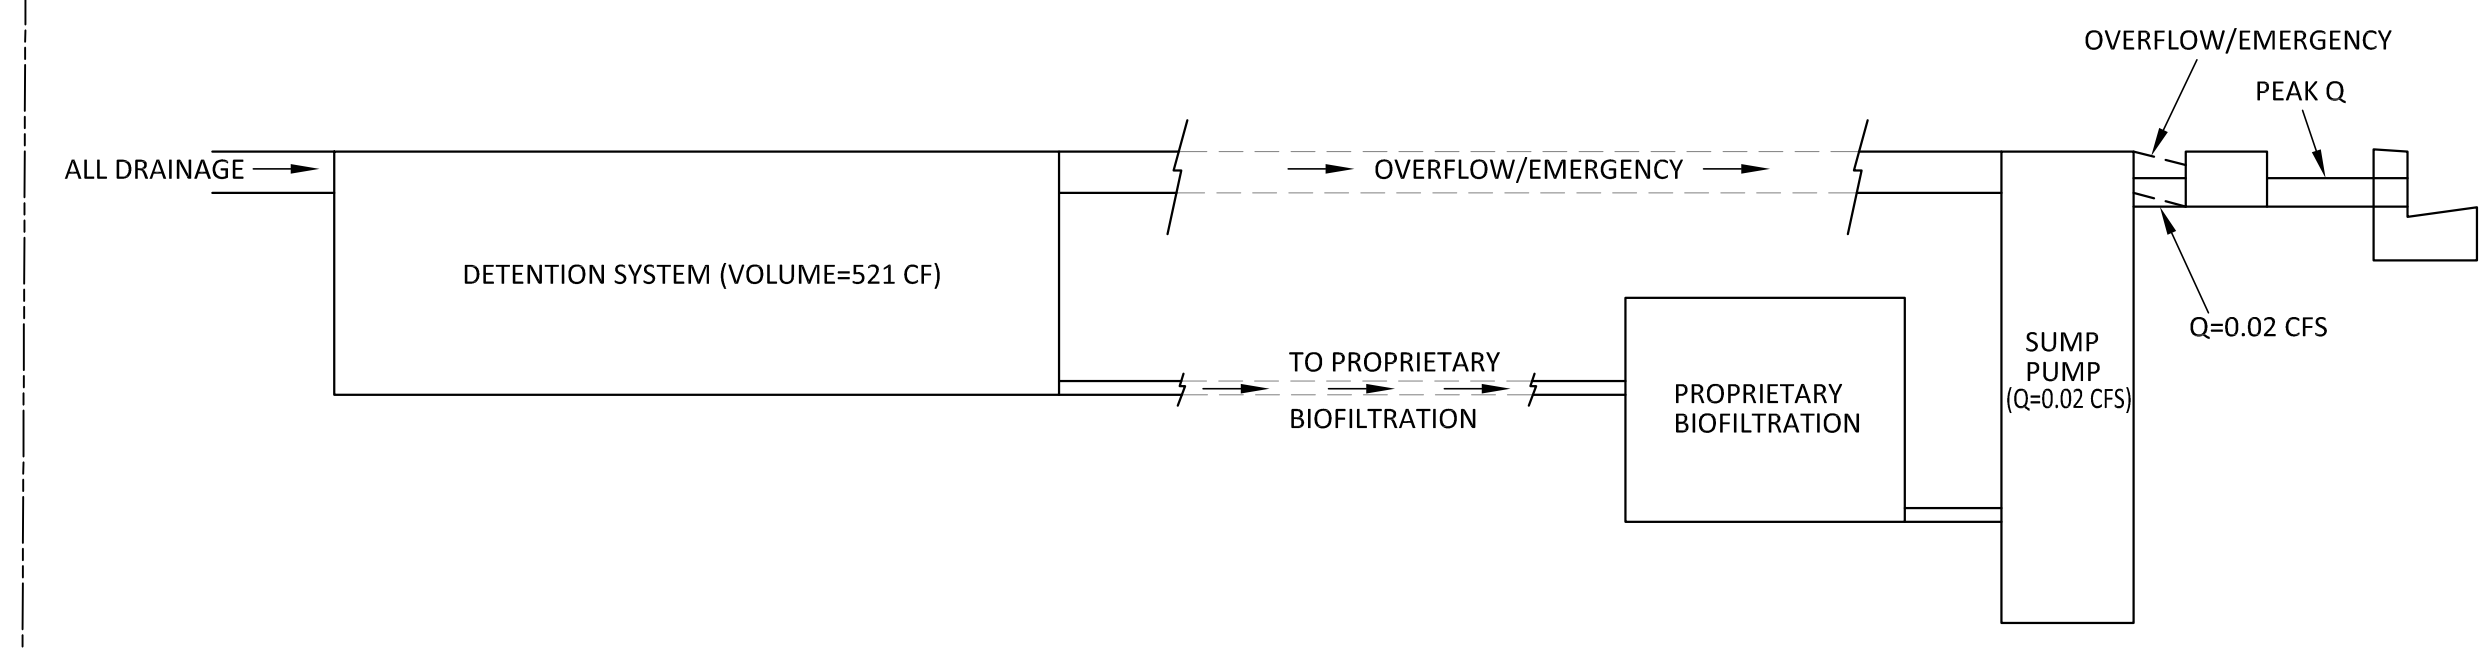 OVERFLOW/EMERGENCY
PEAK Q
ALL DRAINAGE
OVERFLOW/EMERGENCY
DETENTION SYSTEM (VOLUME=521 CF)
Q=0.02 CFS
TO PROPRIETARY
BIOFILTRATION
PROPRIETARY
BIOFILTRATION
SUMP
PUMP
(Q=0.02 CFS)